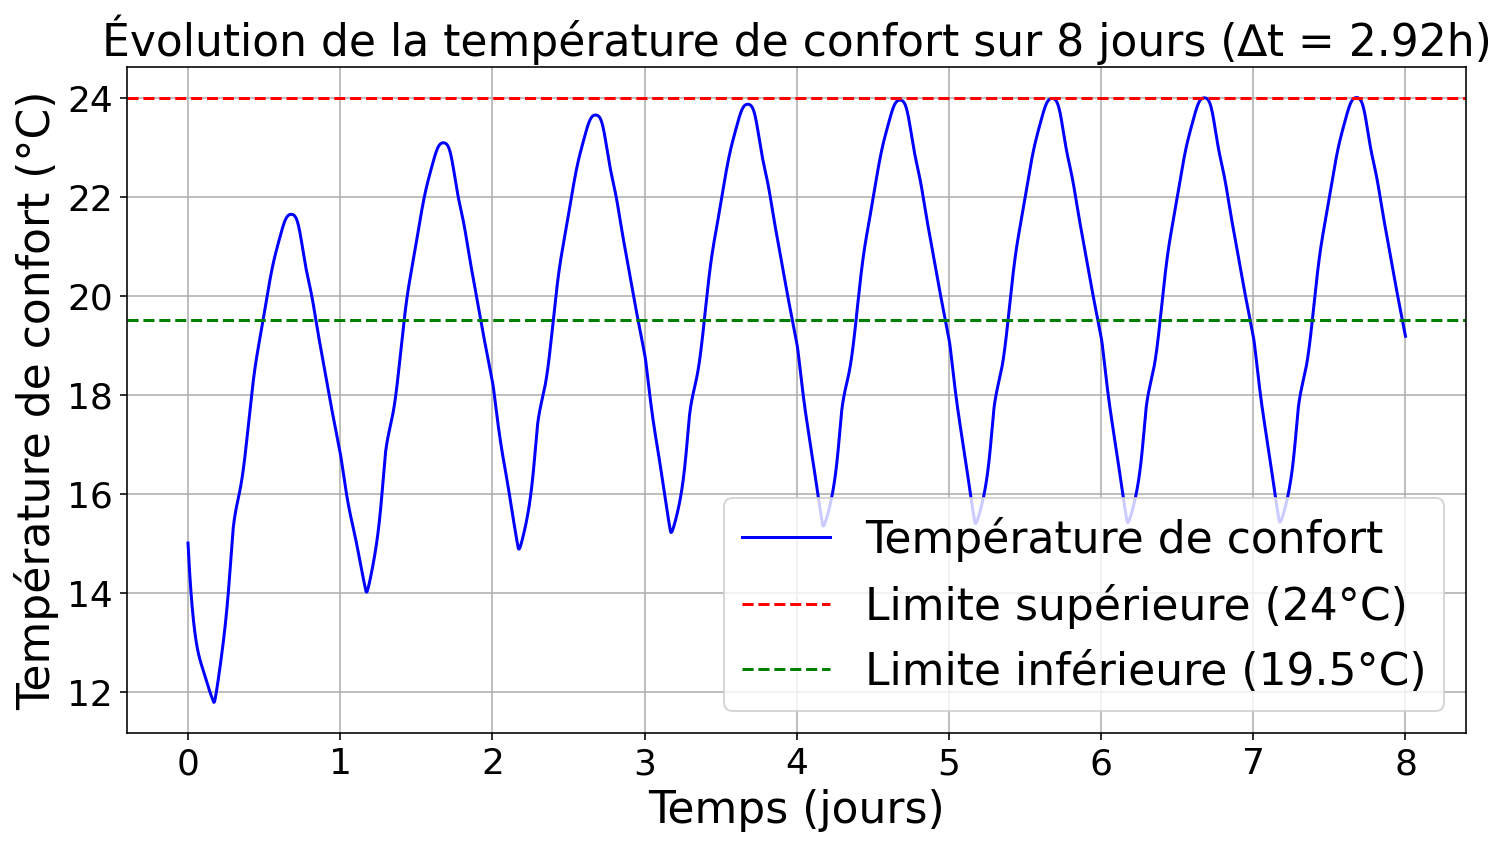 Évolution de la température de confort sur 8 jours (Δt = 2.92h)
Température de confort (°C)
24
22
20
18
16
14
12
Température de confort
Limite supérieure (24°C)
Limite inférieure (19.5°C)
0 1 2 3 4 5 6 7 8
Temps (jours)